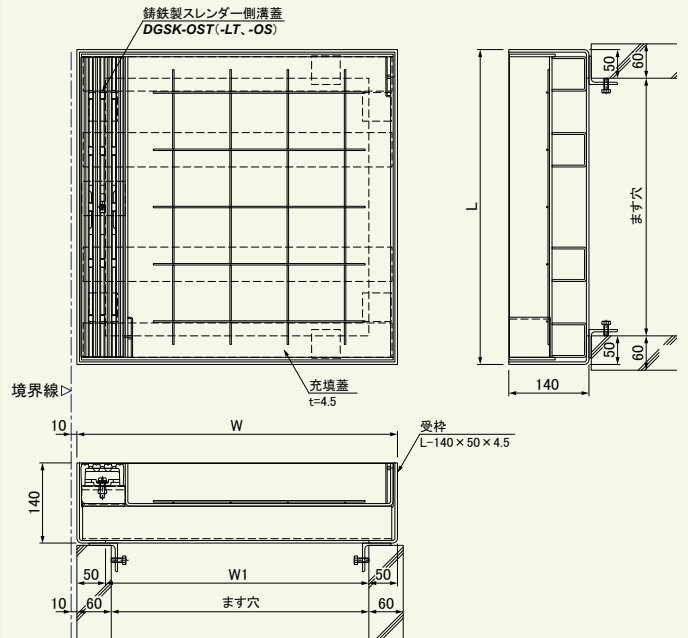 鋳鉄製スレンダー側溝蓋
DGSK-OST(-LT、-OS)
50
60
L
ます穴
50
60
140
充填蓋
t=4.5
境界線
10
W
受枠
L-140×50×4.5
140
50
W1
50
10
60
ます穴
60